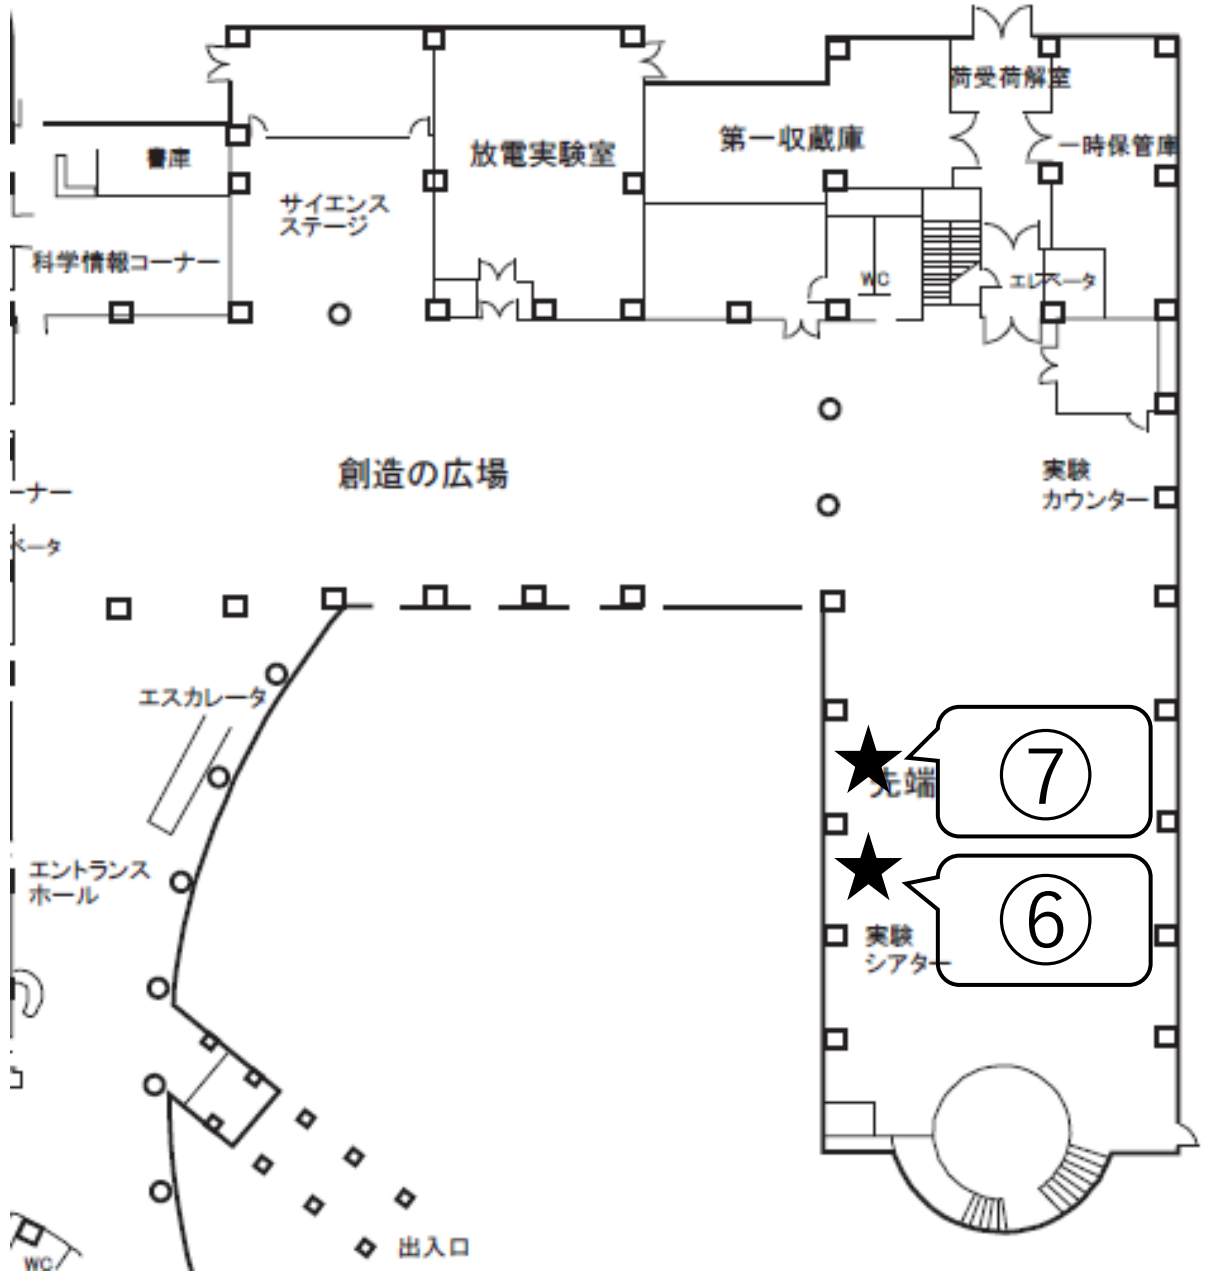 荷受荷解室
放電実験室
第一収蔵庫
一時保管庫
書庫
サイエンス
ステージ
科学情報コーナー
WC
エレベータ
創造の広場
実験
カウンター
ーナー
ベータ
エスカレータ
⑦
先端
エントランス
ホール
⑥
実験
シアター
出入口
WC